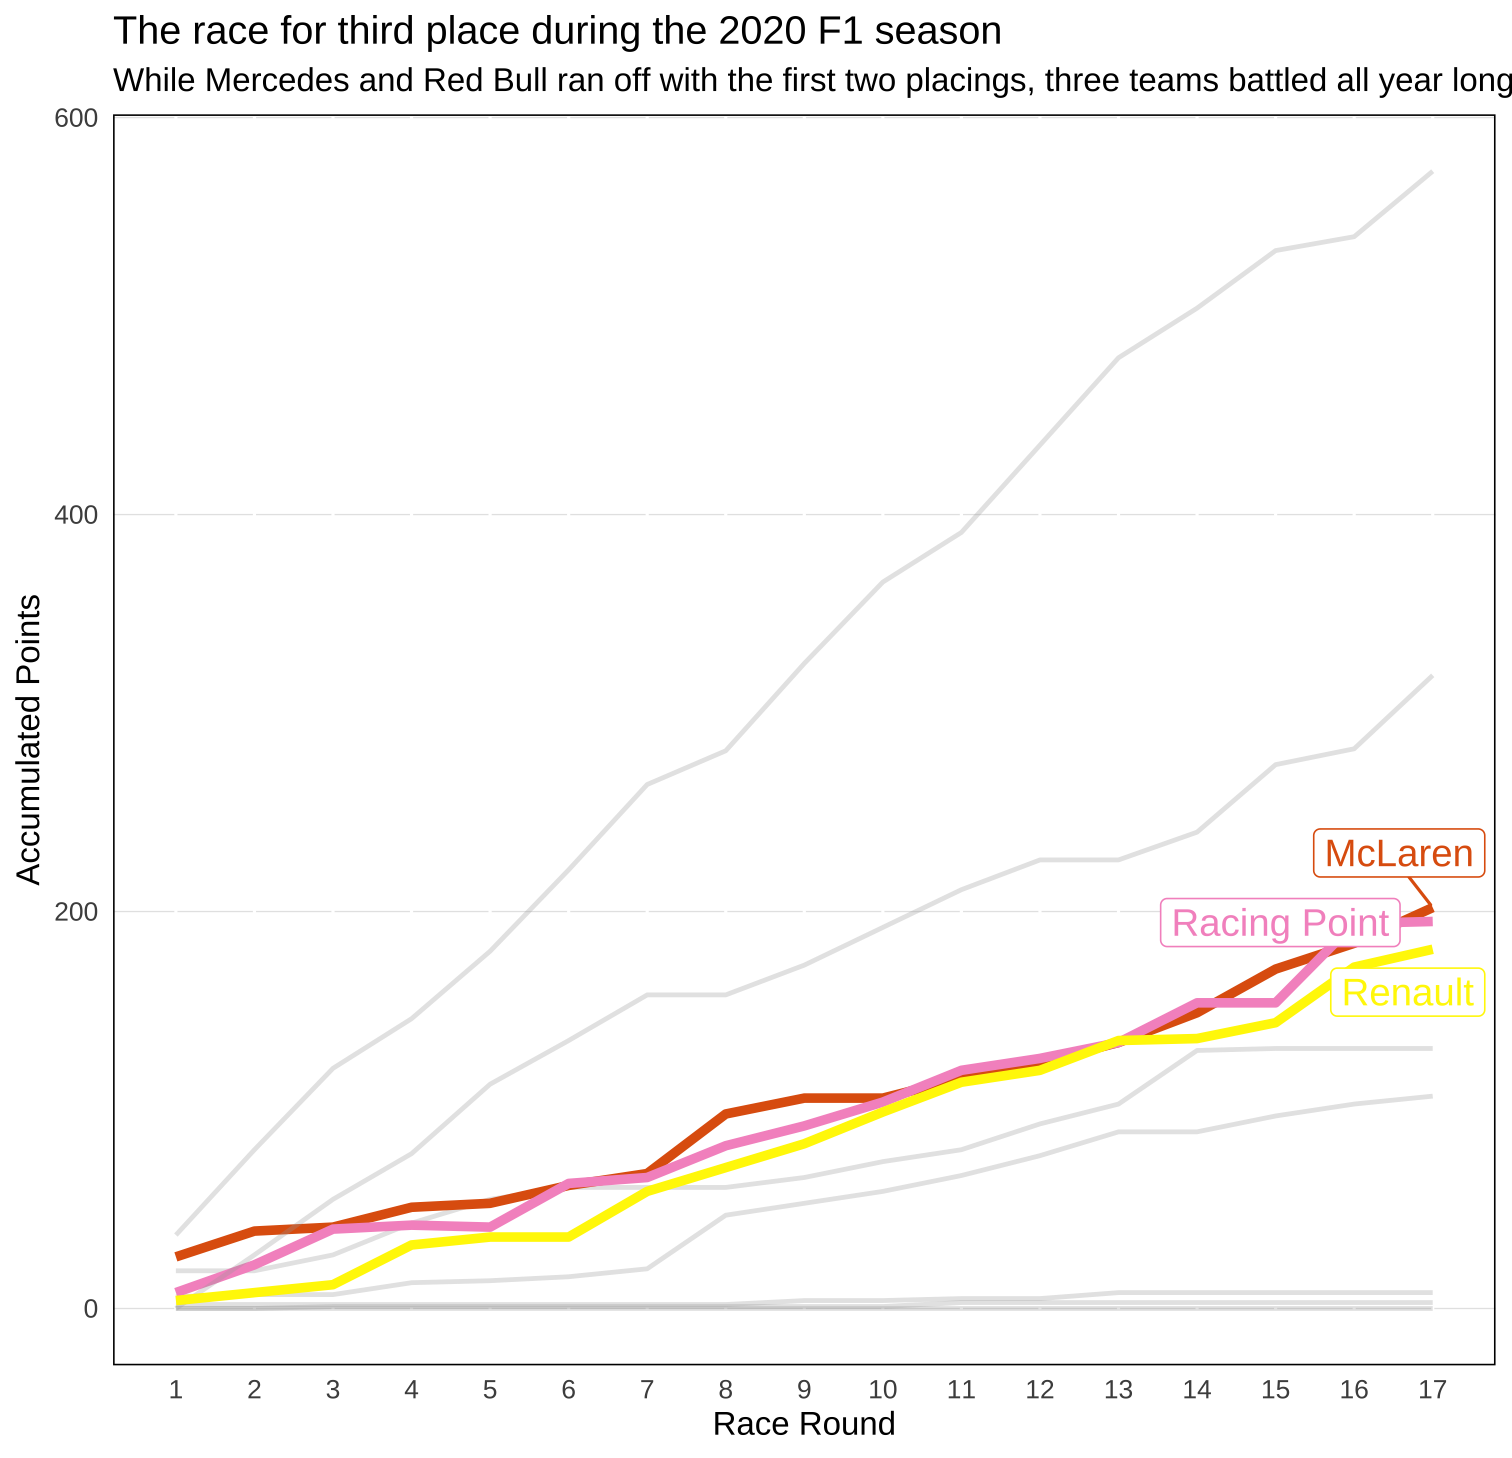 The race for third place during the 2020 F1 season
While Mercedes and Red Bull ran off with the first two placings, three teams battled all year long
600
400
200
0
Accumulated Points
McLaren
Racing Point
Renault
1 2 3 4 5 6 7 8 9 10 11 12 13 14 15 16 17
Race Round